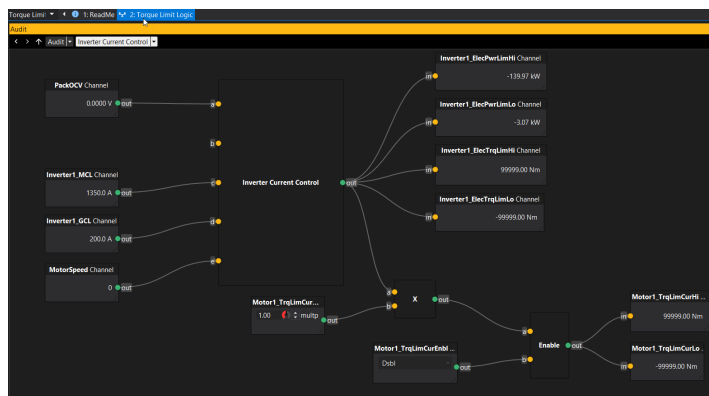 Torque Limit 1: ReadMe 2: Torque Limit Logic
Audit
Audit Inverter Current Control
Inverter1_ElecPwrLimHi Channel
in -139.97 kW
PackOCV Channel
0.0000 V out
a
Inverter1_ElecPwrLimLo Channel
in -3.07 kW
b
Inverter1_ElecTrqLimHi Channel
in 99999.00 Nm
Inverter1_MCL Channel
1350.0 A out
c
Inverter Current Control
out
Inverter1_ElecTrqLimLo Channel
in -99999.00 Nm
Inverter1_GCL Channel
200.0 A out
d
MotorSpeed Channel
0 out
e
Motor1_TrqLimCur...
1.00 multp out
a
b
X
out
Motor1_TrqLimCurHi ...
in 99999.00 Nm
Motor1_TrqLimCurEnbl ...
Dsbl out
a
b
Enable
out
Motor1_TrqLimCurLo .
in -99999.00 Nm